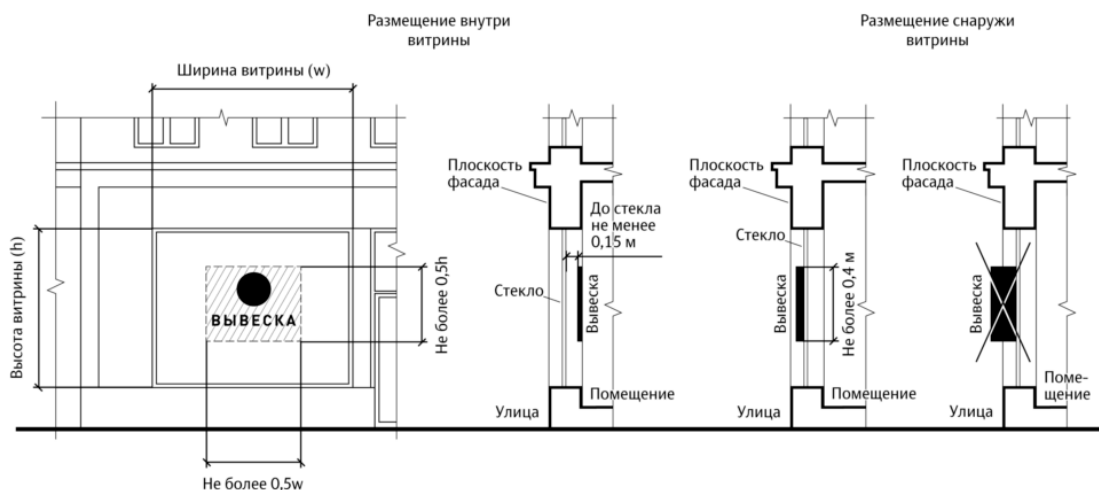 Размещение внутри
витрины
Размещение снаружи
витрины
Ширина витрины (w)
Высота витрины (h)
ВЫВЕСКА
Не более 0,5h
Не более 0,5w
Плоскость
фасада
До стекла
не менее
0,15 м
Стекло
Вывеска
Помещение
Улица
Плоскость
фасада
Стекло
Вывеска
Не более 0,4 м
Помещение
Улица
Плоскость
фасада
Вывеска
Поме-
щение
Улица